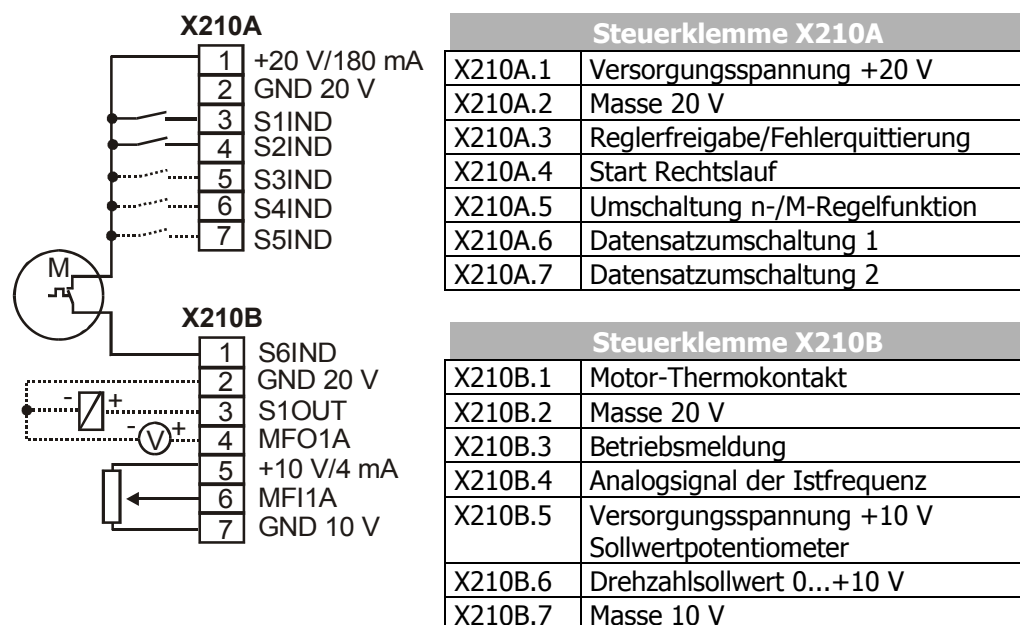 X210A
1 +20 V/180 mA
2 GND 20 V
3 S1IND
4 S2IND
5 S3IND
6 S4IND
7 S5IND
M
X210B
1 S6IND
2 GND 20 V
- + 3 S1OUT
- V + 4 MFO1A
5 +10 V/4 mA
6 MFI1A
7 GND 10 V
Steuerklemme X210A
X210A.1 Versorgungsspannung +20 V
X210A.2 Masse 20 V
X210A.3 Reglerfreigabe/Fehlerquittierung
X210A.4 Start Rechtslauf
X210A.5 Umschaltung n-/M-Regelfunktion
X210A.6 Datensatzumschaltung 1
X210A.7 Datensatzumschaltung 2
Steuerklemme X210B
X210B.1 Motor-Thermokontakt
X210B.2 Masse 20 V
X210B.3 Betriebsmeldung
X210B.4 Analogsignal der Istfrequenz
X210B.5 Versorgungsspannung +10 V
Sollwertpotentiometer
X210B.6 Drehzahlsollwert 0...+10 V
X210B.7 Masse 10 V